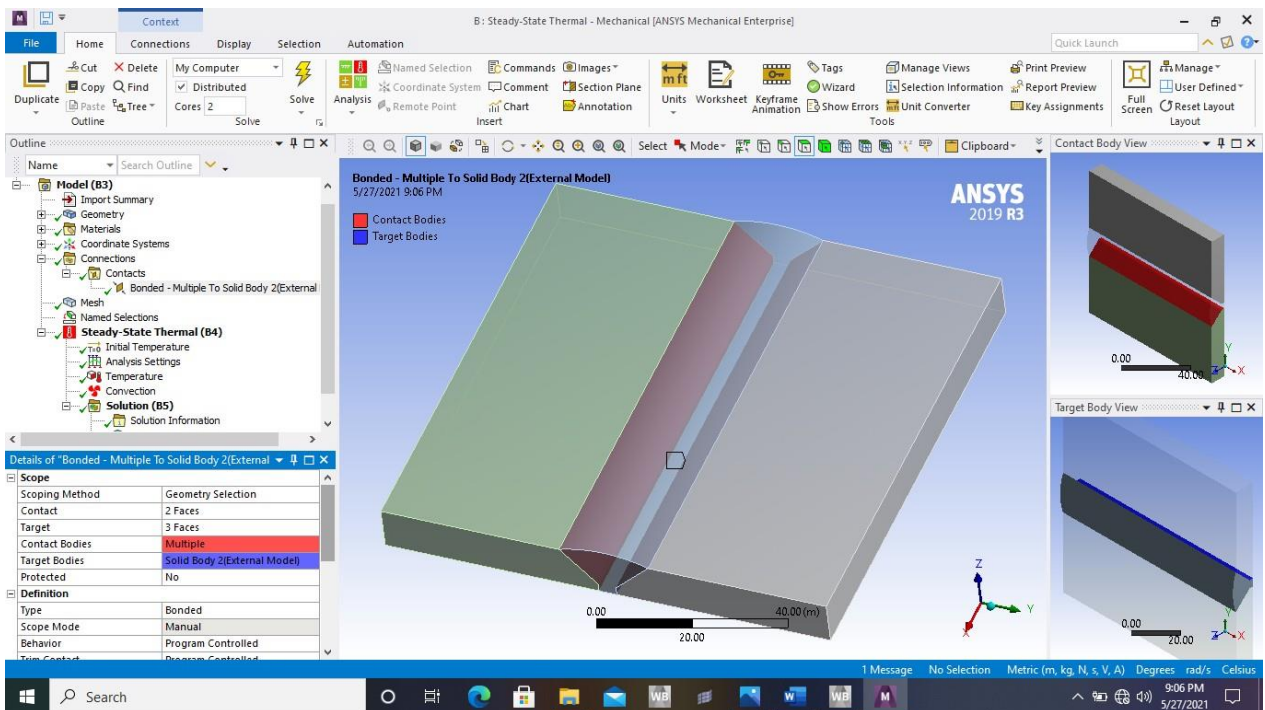 Context
B : Steady-State Thermal - Mechanical [ANSYS Mechanical Enterprise]
File Home Connections Display Selection Automation
Quick Launch
Duplicate
Cut
Copy
Paste
Delete
Find
Tree
Outline
My Computer
Distributed
Cores 2
Solve
Solve
Analysis
Named Selection
Coordinate System
Remote Point
Commands
Comment
Chart
Images
Section Plane
Annotation
Insert
Units
Worksheet
Keyframe
Animation
Tags
Wizard
Show Errors
Manage Views
Selection Information
Unit Converter
Print Preview
Report Preview
Key Assignments
Tools
Full
Screen
Manage
User Defined
Reset Layout
Layout
Outline
Name Search Outline
Model (B3)
Import Summary
Geometry
Materials
Coordinate Systems
Connections
Contacts
Bonded - Multiple To Solid Body 2(External
Mesh
Named Selections
Steady-State Thermal (B4)
Initial Temperature
Analysis Settings
Temperature
Convection
Solution (B5)
Solution Information
Details of "Bonded - Multiple To Solid Body 2(External
Scope
Scoping Method Geometry Selection
Contact 2 Faces
Target 3 Faces
Contact Bodies Multiple
Target Bodies Solid Body 2(External Model)
Protected No
Definition
Type Bonded
Scope Mode Manual
Behavior Program Controlled
Trim Contact Program Controlled
Select Mode Clipboard
Bonded - Multiple To Solid Body 2(External Model)
5/27/2021 9:06 PM
Contact Bodies
Target Bodies
ANSYS
2019 R3
0.00 40.00 (m)
20.00
Z
Y
X
Contact Body View
0.00
40.00
Y
Z X
Target Body View
0.00
20.00
Y
Z X
1 Message No Selection Metric (m, kg, N, s, V, A) Degrees rad/s Celsius
Search
WB
W
WB
M
9:06 PM
5/27/2021